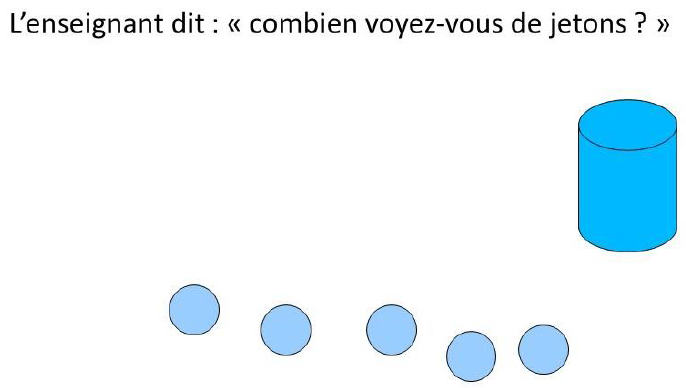 L’enseignant dit : « combien voyez-vous de jetons ? »